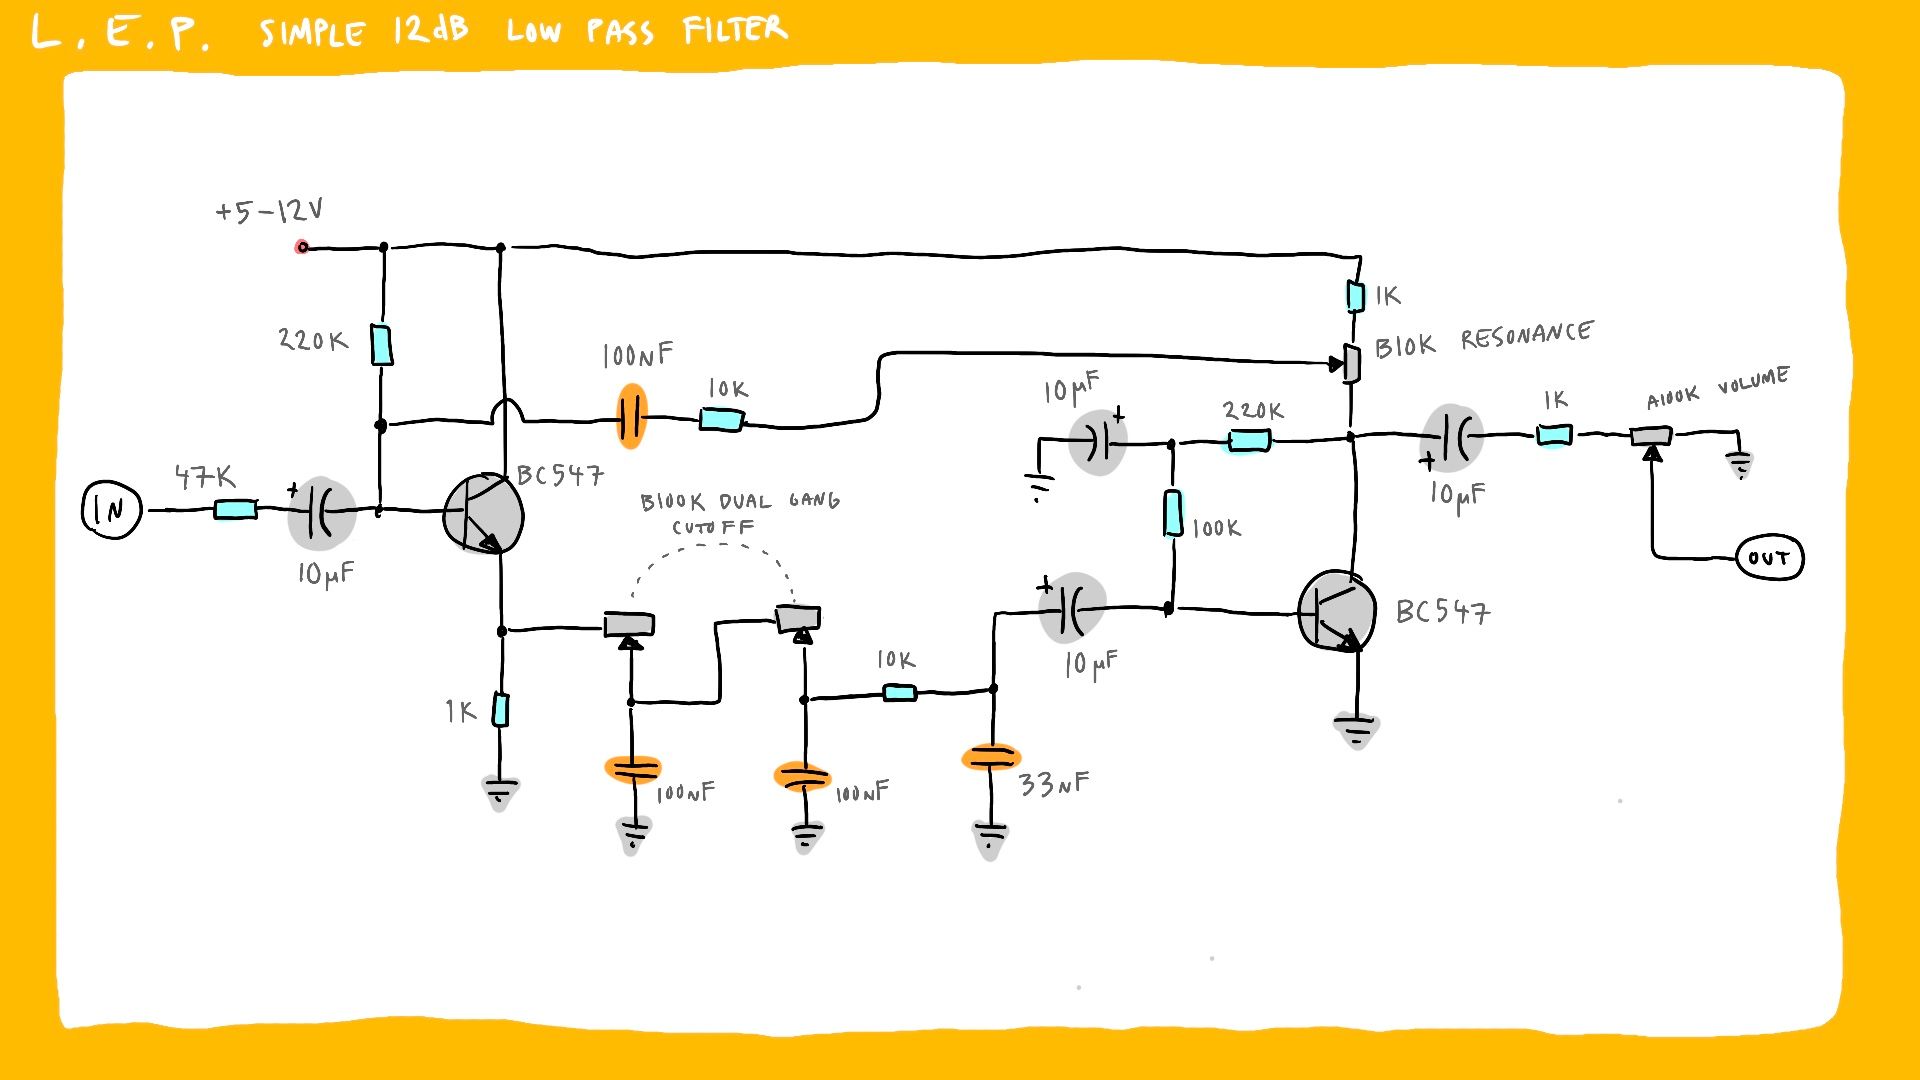 L.E.P. SIMPLE 12dB LOW PASS FILTER
+5-12V
1K
220K
100NF
B10K RESONANCE
10K
10µF
220K
1K
A100K VOLUME
47K
BC547
IN
+
+
+
10µF
B100K DUAL GANG
CUTOFF
100K
10µF
OUT
+
BC547
10µF
10K
1K
100NF
100NF
33NF